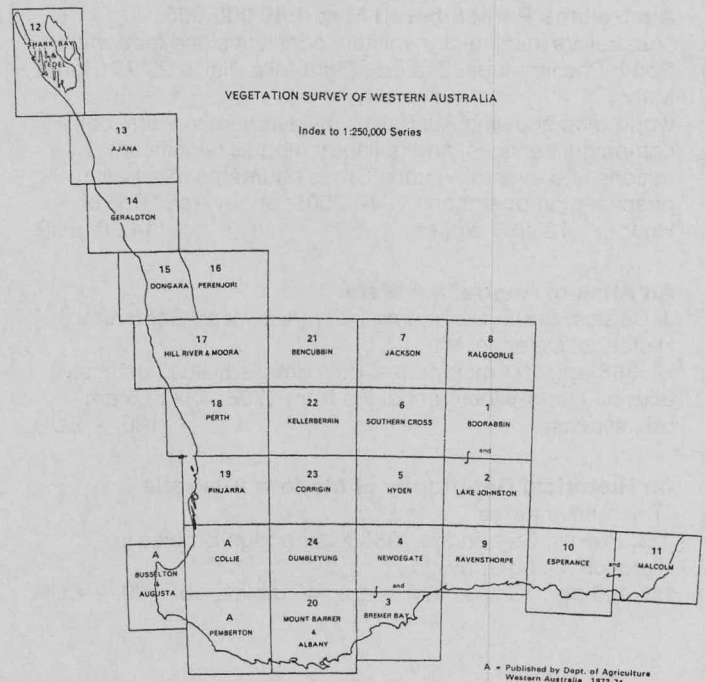 12
SHARK BAY
&
EDEL
VEGETATION SURVEY OF WESTERN AUSTRALIA
Index to 1:250,000 Series
13
AJANA
14
GERALDTON
15
DONGARA
16
PERENJORI
17
HILL RIVER & MOORA
21
BENCUBBIN
7
JACKSON
8
KALGOORLIE
18
PERTH
22
KELLERBERRIN
6
SOUTHERN CROSS
1
BOORABBIN
and
19
PINJARRA
23
CORRIGIN
5
HYDEN
2
LAKE JOHNSTON
A
BUSSELTON
&
AUGUSTA
A
COLLIE
24
DUMBLEYUNG
4
NEWDEGATE
9
RAVENSTHORPE
10
ESPERANCE
and
11
MALCOLM
and
A
PEMBERTON
20
MOUNT BARKER
&
ALBANY
3
BREMER BAY
A = Published by Dept. of Agriculture
Western Australia, 1973-74